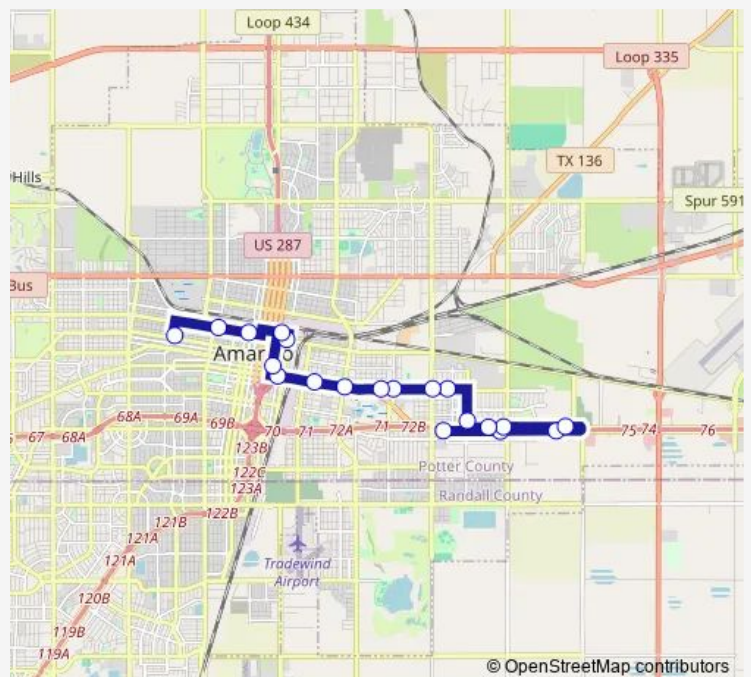 Loop 434
Loop 335
TX 136
Hills
Spur 591
US 287
Bus
Amar
o
68A
69A
69B
67
68A
70
71
72A
71
72B
75-74
76
123B
122C
123A
Potter County
Randall County
122B
121B
121A
121A
Tradewind
Airport
120B
119B
119A
© OpenStreetMap contributors